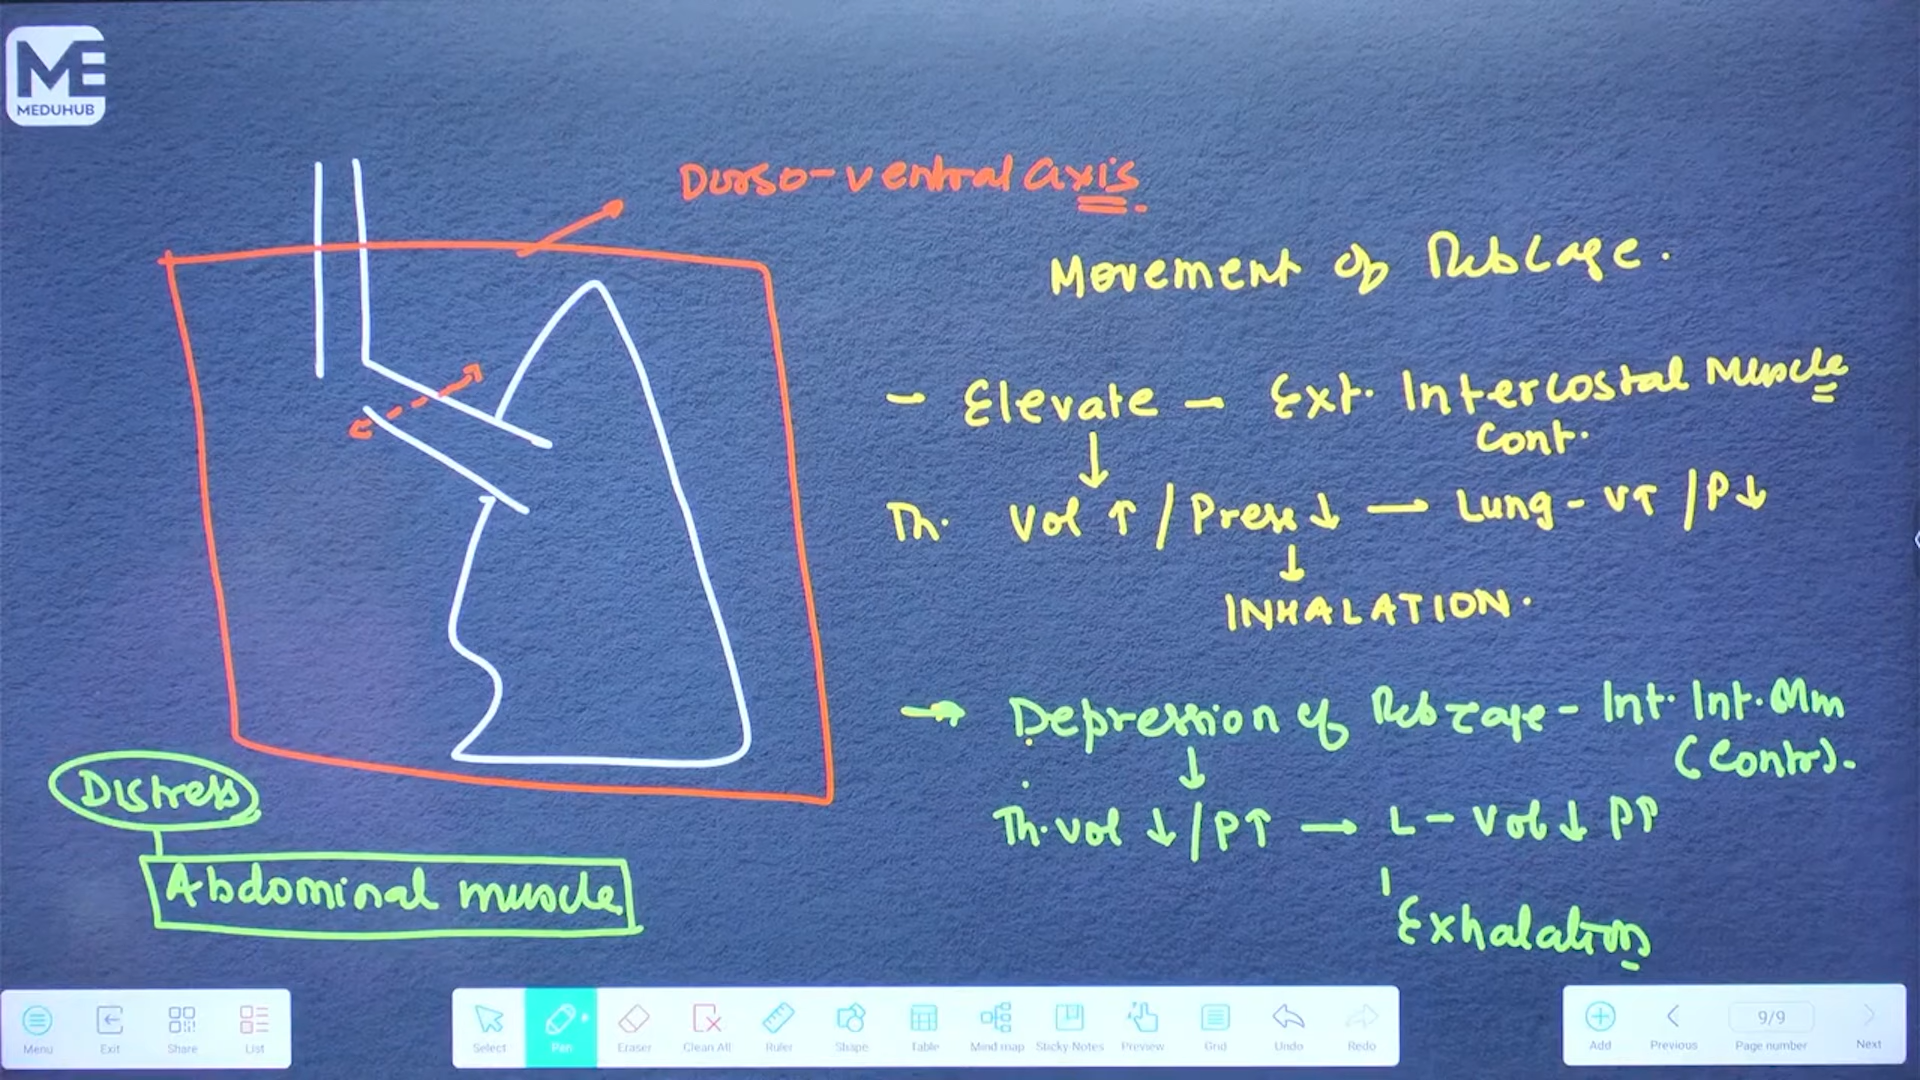 ME
MEDUHUB
Dorso-ventral axis
Movement of Ribcage.
- Elevate - Ext. Intercostal Muscle
Cont.
↓
Th. Vol ↑ / Press ↓ → Lung - V↑ / P↓
↓
INHALATION.
→ Depression of Ribcage - Int. Int. Mm
(Contr).
↓
Th. Vol ↓ / P↑ → L - Vol ↓ P↑
Exhalation
Distress
Abdominal muscle
Menu Exit Share List
Select Pen Eraser Clean All Ruler Shape Table Mind map Sticky Notes Preview Grid Undo Redo
9/9
Add Previous Page number Next